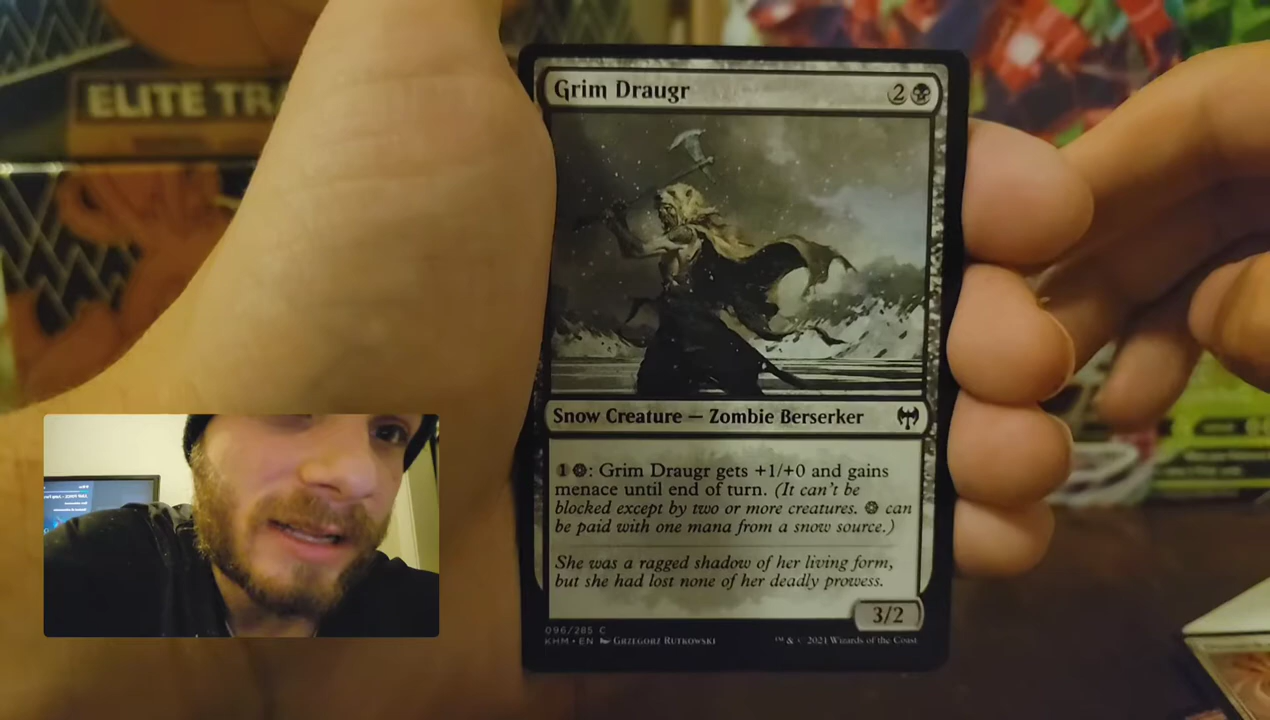 ELITE TRA
Grim Draugr
2
Snow Creature — Zombie Berserker
1 : Grim Draugr gets +1/+0 and gains
menace until end of turn. (It can't be
blocked except by two or more creatures. can
be paid with one mana from a snow source.)
She was a ragged shadow of her living form,
but she had lost none of her deadly prowess.
3/2
096/285 C
KHM • EN GRZEGORZ RUTKOWSKI
™ & © 2021 Wizards of the Coast